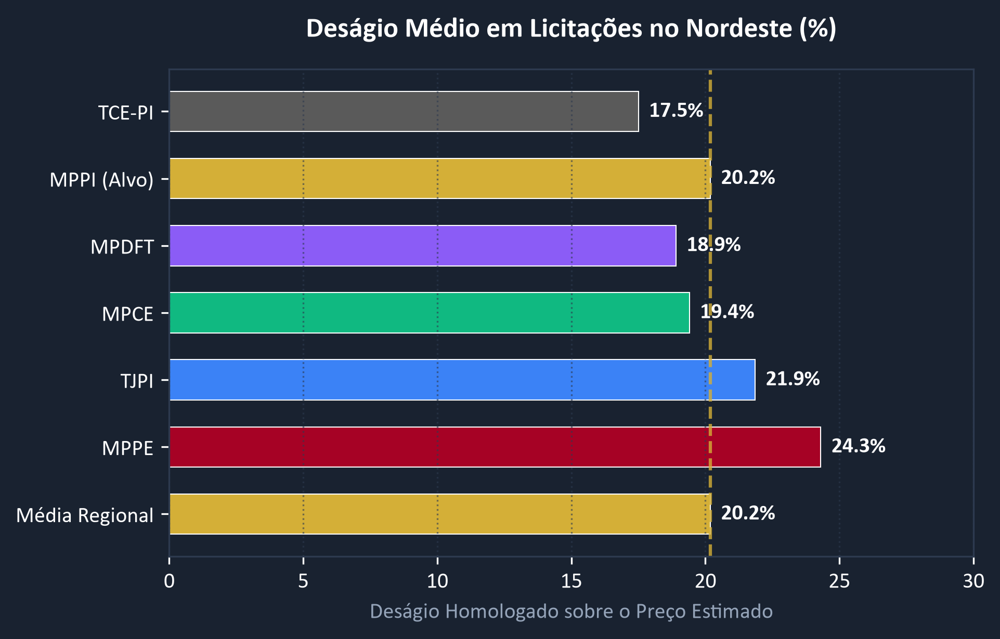 Deságio Médio em Licitações no Nordeste (%)
TCE-PI
17.5%
MPPI (Alvo)
20.2%
MPDFT
18.9%
MPCE
19.4%
TJPI
21.9%
MPPE
24.3%
Média Regional
20.2%
0 5 10 15 20 25 30
Deságio Homologado sobre o Preço Estimado